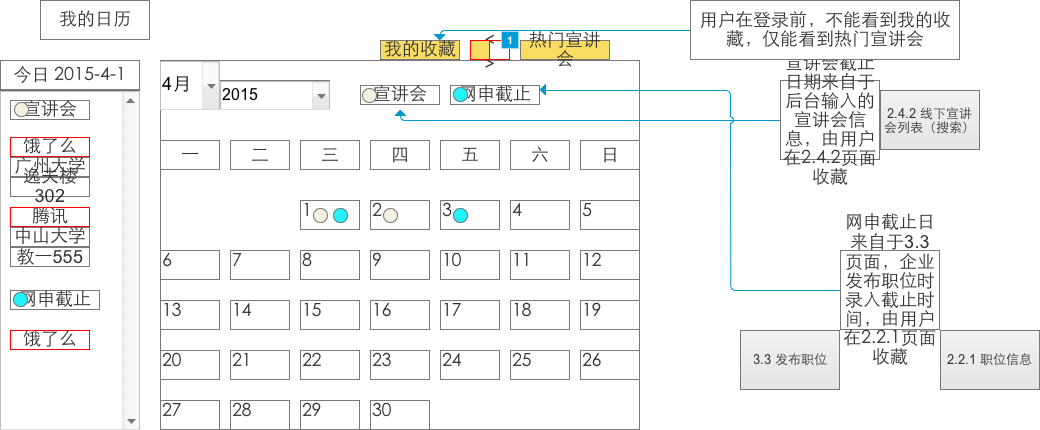 我的日历
用户在登录前，不能看到我的收
藏，仅能看到热门宣讲会
我的收藏
<
>
1
热门宣讲
会
今日 2015-4-1
宣讲会
饿了么
广州大学
逸夫楼
302
腾讯
中山大学
教一555
网申截止
饿了么
4月
2015
宣讲会
网申截止
一 二 三 四 五 六 日
1 2 3 4 5
6 7 8 9 10 11 12
13 14 15 16 17 18 19
20 21 22 23 24 25 26
27 28 29 30
宣讲会截止
日期来自于
后台输入的
宣讲会信
息，由用户
在2.4.2页面
收藏
2.4.2 线下宣讲
会列表（搜索）
网申截止日
来自于3.3
页面，企业
发布职位时
录入截止时
间，由用户
在2.2.1页面
收藏
3.3 发布职位
2.2.1 职位信息